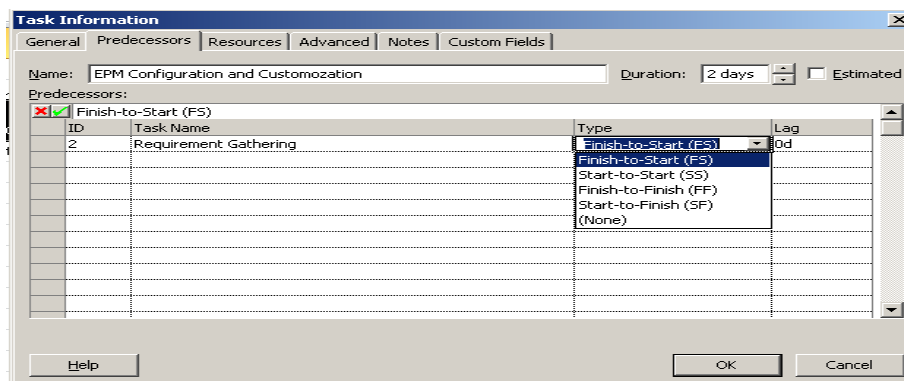 Task Information
General Predecessors Resources Advanced Notes Custom Fields
Name: EPM Configuration and Customozation Duration: 2 days Estimated
Predecessors:
Finish-to-Start (FS)
ID Task Name Type Lag
2 Requirement Gathering Finish-to-Start (FS) 0d
Finish-to-Start (FS)
Start-to-Start (SS)
Finish-to-Finish (FF)
Start-to-Finish (SF)
(None)
Help OK Cancel